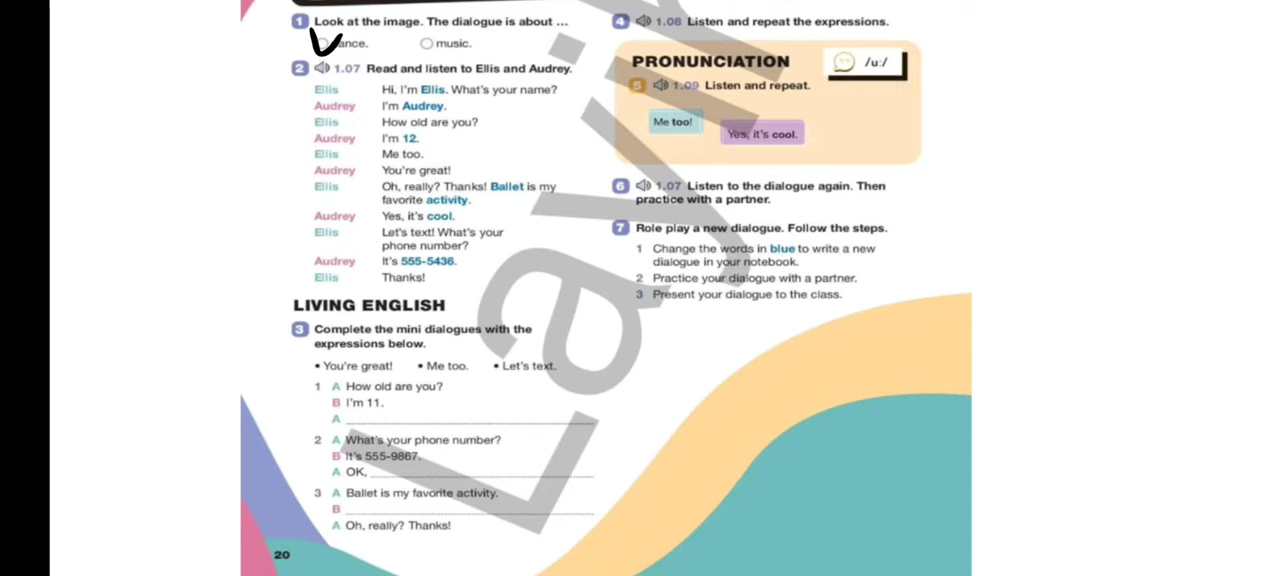 1 Look at the image. The dialogue is about ...
ance.
music.
2 1.07 Read and listen to Ellis and Audrey.
Ellis Hi, I'm Ellis. What's your name?
Audrey I'm Audrey.
Ellis How old are you?
Audrey I'm 12.
Ellis Me too.
Audrey You're great!
Ellis Oh, really? Thanks! Ballet is my
favorite activity.
Audrey Yes, it's cool.
Ellis Let's text! What's your
phone number?
Audrey It's 555-5436.
Ellis Thanks!
LIVING ENGLISH
3 Complete the mini dialogues with the
expressions below.
• You're great! • Me too. • Let's text.
1 A How old are you?
B I'm 11.
A
2 A What's your phone number?
B It's 555-9867.
A OK,
3 A Ballet is my favorite activity.
B
A Oh, really? Thanks!
20
4 1.08 Listen and repeat the expressions.
PRONUNCIATION
/u:/
5 1.09 Listen and repeat.
Me too!
Yes, it's cool.
6 1.07 Listen to the dialogue again. Then
practice with a partner.
7 Role play a new dialogue. Follow the steps.
1 Change the words in blue to write a new
dialogue in your notebook.
2 Practice your dialogue with a partner.
3 Present your dialogue to the class.